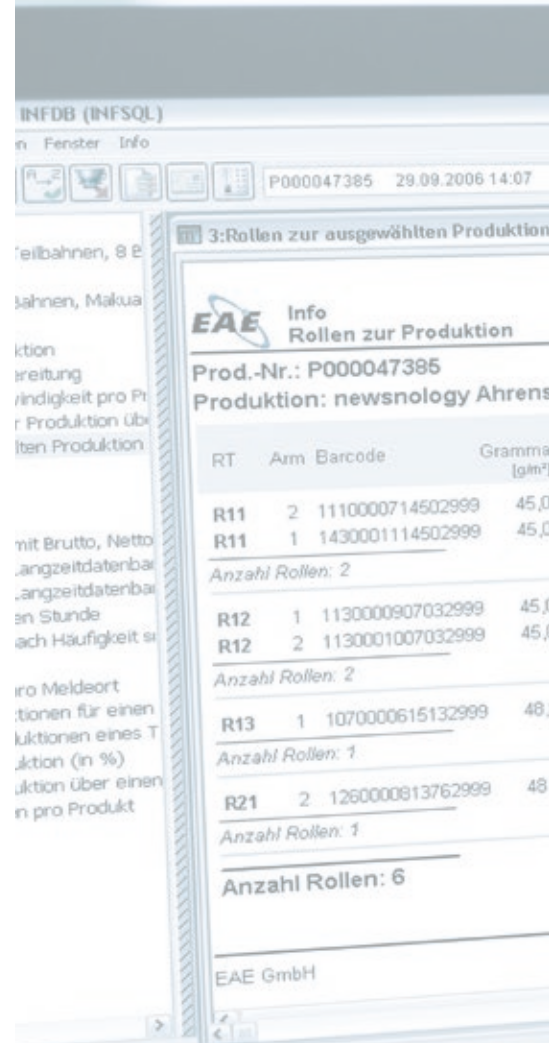 INFDB (INFSQL)
Fenster Info
P000047385 29.09.2006 14:07
Teilbahnen, 8 B
Bahnen, Makua
ktion
ereitung
windigkeit pro Pr
r Produktion übe
lten Produktion
mit Brutto, Netto
Langzeitdatenba
Langzeitdatenba
en Stunde
ach Häufigkeit s
ro Meldeort
tionen für einen
uktionen eines T
uktion (in %)
uktion über einen
n pro Produkt
3:Rollen zur ausgewählten Produktion
EAE Info
Rollen zur Produktion
Prod.-Nr.: P000047385
Produktion: newsnology Ahrens
RT Arm Barcode Gramma
[g/m²]
R11 2 1110000714502999 45,0
R11 1 1430001114502999 45,0
Anzahl Rollen: 2
R12 1 1130000907032999 45,
R12 2 1130001007032999 45,
Anzahl Rollen: 2
R13 1 1070000615132999 48,
Anzahl Rollen: 1
R21 2 1260000813762999 48
Anzahl Rollen: 1
Anzahl Rollen: 6
EAE GmbH